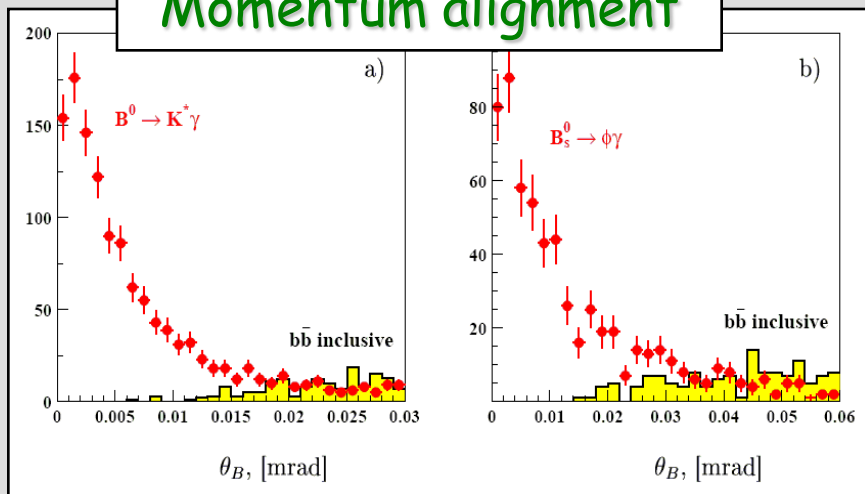 Momentum alignment
a)
B⁰ → K*γ
bb̄ inclusive
200
150
100
50
0
0 0.005 0.01 0.015 0.02 0.025 0.03
θB, [mrad]
b)
Bs⁰ → ϕγ
bb̄ inclusive
80
60
40
20
0 0.01 0.02 0.03 0.04 0.05 0.06
θB, [mrad]